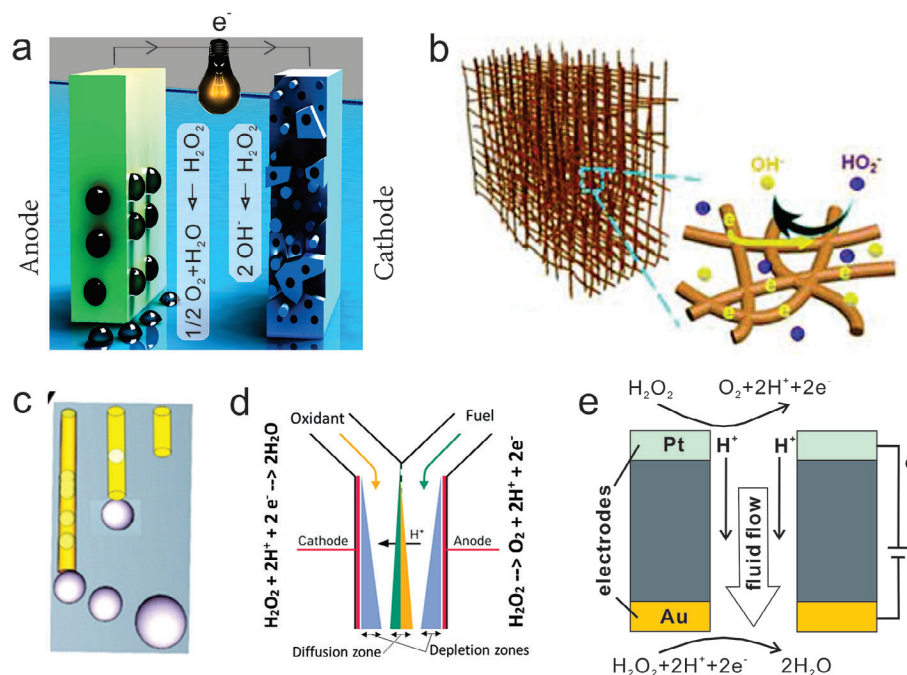 a
e⁻
Anode
1/2 O₂+H₂O ← H₂O₂
2 OH⁻ ← H₂O₂
Cathode
b
OH⁻
HO₂⁻
e
e
e
e
e
c
d
Oxidant
Fuel
H₂O₂ + 2H⁺ + 2 e⁻ --> 2H₂O
Cathode
H⁺
Anode
H₂O₂ --> O₂ + 2H⁺ + 2e⁻
Diffusion zone
Depletion zones
e
H₂O₂
O₂+2H⁺+2e⁻
Pt
H⁺
H⁺
electrodes
fluid flow
Au
H₂O₂+2H⁺+2e⁻
2H₂O